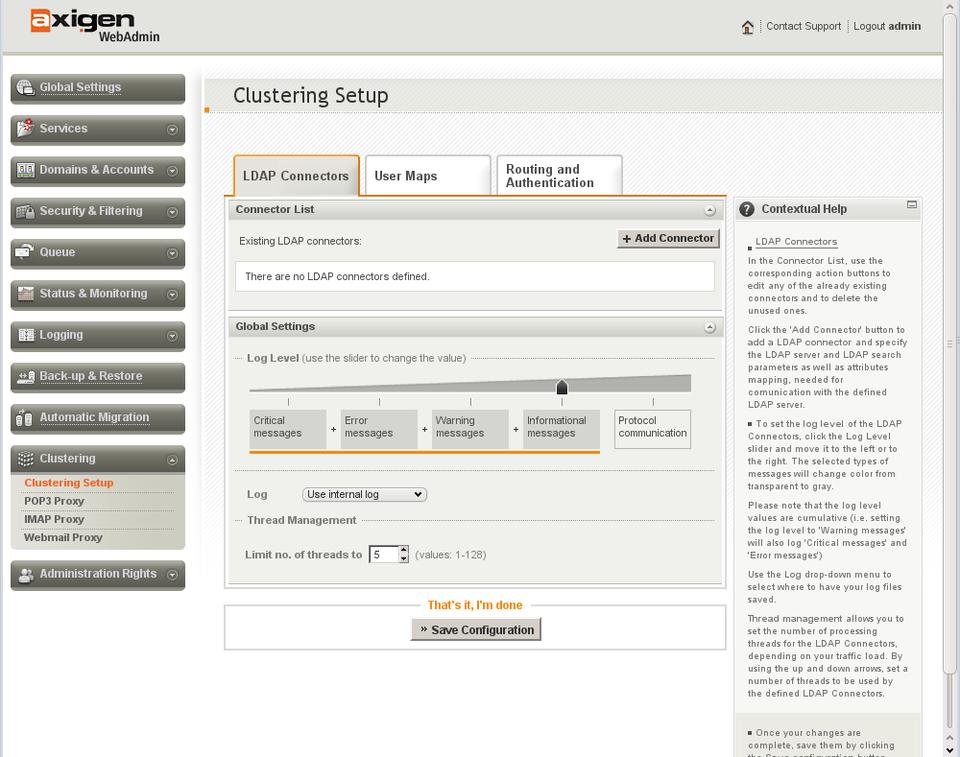 axigen
WebAdmin
Contact Support
Logout admin
Global Settings
Services
Domains & Accounts
Security & Filtering
Queue
Status & Monitoring
Logging
Back-up & Restore
Automatic Migration
Clustering
Clustering Setup
POP3 Proxy
IMAP Proxy
Webmail Proxy
Administration Rights
Clustering Setup
LDAP Connectors
User Maps
Routing and
Authentication
Connector List
Existing LDAP connectors:
+ Add Connector
There are no LDAP connectors defined.
Global Settings
Log Level (use the slider to change the value)
Critical
messages
+
Error
messages
+
Warning
messages
+
Informational
messages
Protocol
communication
Log
Use internal log
Thread Management
Limit no. of threads to
5
(values: 1-128)
That's it, I'm done
» Save Configuration
? Contextual Help
LDAP Connectors
In the Connector List, use the
corresponding action buttons to
edit any of the already existing
connectors and to delete the
unused ones.
Click the 'Add Connector' button to
add a LDAP connector and specify
the LDAP server and LDAP search
parameters as well as attributes
mapping, needed for
comunication with the defined
LDAP server.
To set the log level of the LDAP
Connectors, click the Log Level
slider and move it to the left or to
the right. The selected types of
messages will change color from
transparent to gray.
Please note that the log level
values are cumulative (i.e. setting
the log level to 'Warning messages'
will also log 'Critical messages' and
'Error messages')
Use the Log drop-down menu to
select where to have your log files
saved.
Thread management allows you to
set the number of processing
threads for the LDAP Connectors,
depending on your traffic load. By
using the up and down arrows, set a
number of threads to be used by
the defined LDAP Connectors.
Once your changes are
complete, save them by clicking
the Save configuration button